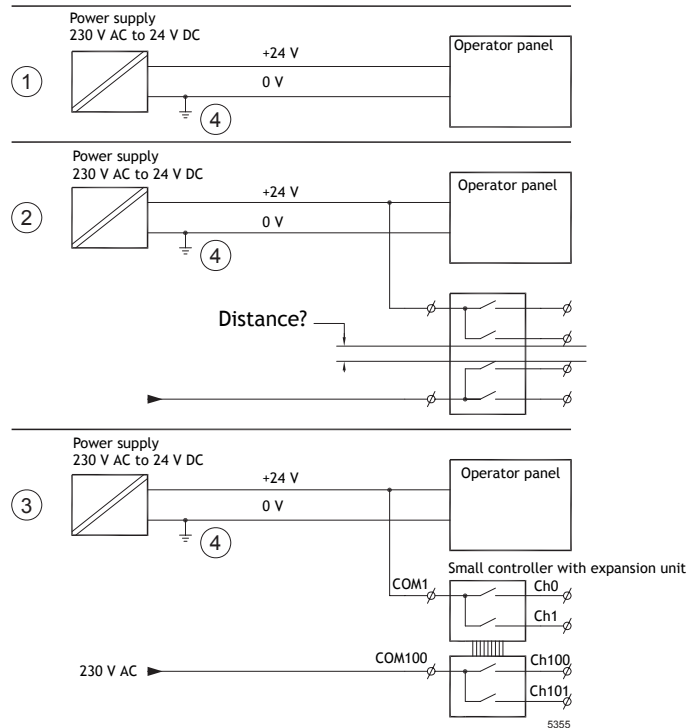 Power supply
230 V AC to 24 V DC
+24 V
Operator panel
1
0 V
4
Power supply
230 V AC to 24 V DC
+24 V
Operator panel
2
0 V
4
Distance?
Power supply
230 V AC to 24 V DC
+24 V
Operator panel
3
0 V
4
Small controller with expansion unit
COM1
Ch0
Ch1
COM100
Ch100
230 V AC
Ch101
5355